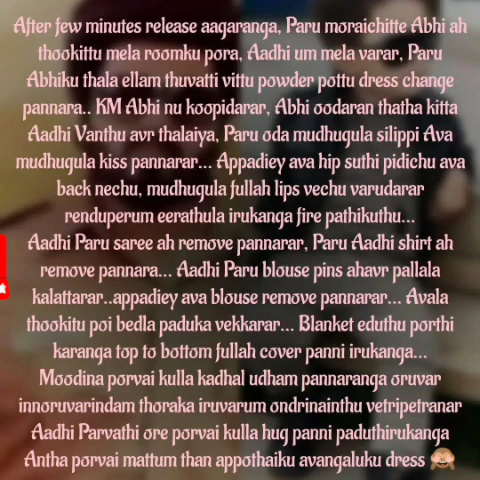 After few minutes release aagaranga, Paru moraichitte Abhi ah
thookittu mela roomku pora, Aadhi um mela varar, Paru
Abhiku thala ellam thuvatti vittu powder pottu dress change
pannara.. KM Abhi nu koopidarar, Abhi oodaran thatha kitta
Aadhi Vanthu avr thalaiya, Paru oda mudhugula silippi Ava
mudhugula kiss pannarar... Appadiey ava hip suthi pidichu ava
back nechu, mudhugula fullah lips vechu varudarar
renduperum eerathula irukanga fire pathikuthu...
Aadhi Paru saree ah remove pannarar, Paru Aadhi shirt ah
remove pannara... Aadhi Paru blouse pins ahavr pallala
kalattarar..appadiey ava blouse remove pannarar... Avala
thookitu poi bedla paduka vekkarar... Blanket eduthu porthi
karanga top to bottom fullah cover panni irukanga...
Moodina porvai kulla kadhal udham pannaranga oruvar
innoruvarindam thoraka iruvarum ondrinainthu vetripetranar
Aadhi Parvathi ore porvai kulla hug panni paduthirukanga
Antha porvai mattum than appothaiku avangaluku dress 🙈